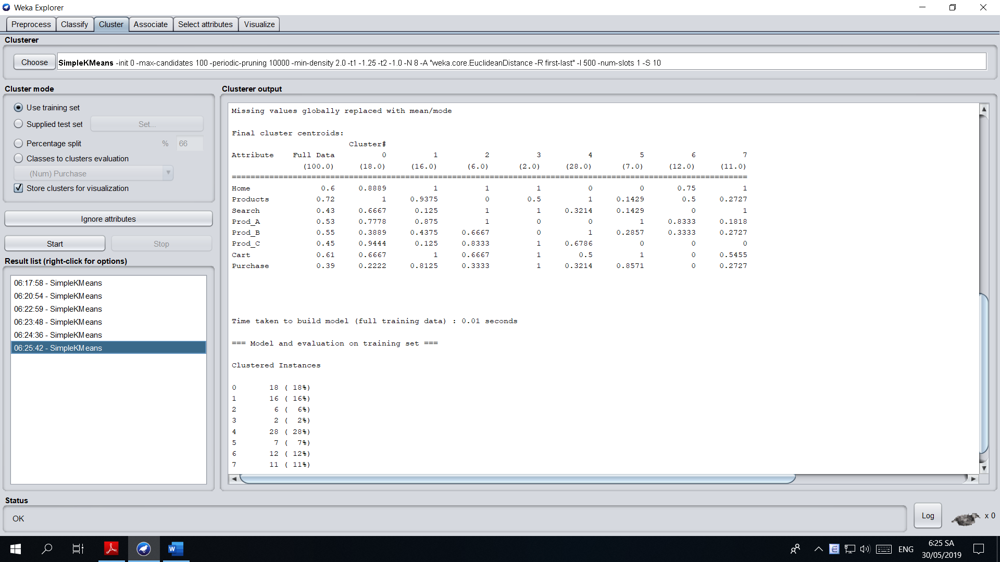 Weka Explorer
Preprocess Classify Cluster Associate Select attributes Visualize
Clusterer
Choose SimpleKMeans -init 0 -max-candidates 100 -periodic-pruning 10000 -min-density 2.0 -t1 -1.25 -t2 -1.0 -N 8 -A "weka.core.EuclideanDistance -R first-last" -I 500 -num-slots 1 -S 10
Cluster mode
Use training set
Supplied test set Set...
Percentage split % 66
Classes to clusters evaluation
(Num) Purchase
Store clusters for visualization
Ignore attributes
Start Stop
Result list (right-click for options)
06:17:58 - SimpleKMeans
06:20:54 - SimpleKMeans
06:22:59 - SimpleKMeans
06:23:48 - SimpleKMeans
06:24:36 - SimpleKMeans
06:25:42 - SimpleKMeans
Clusterer output
Missing values globally replaced with mean/mode
Final cluster centroids:
Cluster#
Attribute Full Data 0 1 2 3 4 5 6 7
(100.0) (18.0) (16.0) (6.0) (2.0) (28.0) (7.0) (12.0) (11.0)
==============================================================================================================
Home 0.6 0.8889 1 1 1 0 0 0.75 1
Products 0.72 1 0.9375 0 0.5 1 0.1429 0.5 0.2727
Search 0.43 0.6667 0.125 1 1 0.3214 0.1429 0 1
Prod_A 0.53 0.7778 0.875 1 0 0 1 0.8333 0.1818
Prod_B 0.55 0.3889 0.4375 0.6667 0 1 0.2857 0.3333 0.2727
Prod_C 0.45 0.9444 0.125 0.8333 1 0.6786 0 0 0
Cart 0.61 0.6667 1 0.6667 1 0.5 1 0 0.5455
Purchase 0.39 0.2222 0.8125 0.3333 1 0.3214 0.8571 0 0.2727
Time taken to build model (full training data) : 0.01 seconds
=== Model and evaluation on training set ===
Clustered Instances
0 18 ( 18%)
1 16 ( 16%)
2 6 ( 6%)
3 2 ( 2%)
4 28 ( 28%)
5 7 ( 7%)
6 12 ( 12%)
7 11 ( 11%)
Status
OK
Log
x 0
ENG
6:25 SA
30/05/2019